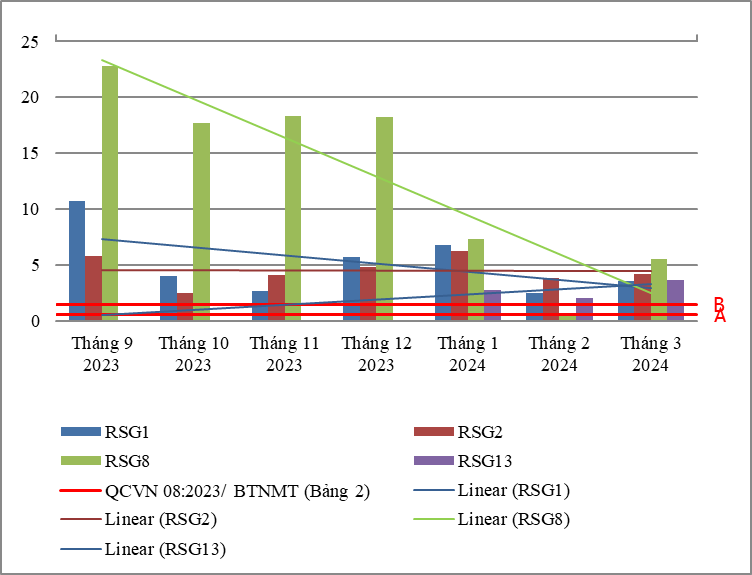 25
20
15
10
5
0
B
A
Tháng 9 2023
Tháng 10 2023
Tháng 11 2023
Tháng 12 2023
Tháng 1 2024
Tháng 2 2024
Tháng 3 2024
RSG1
RSG2
RSG8
RSG13
QCVN 08:2023/ BTNMT (Bảng 2)
Linear (RSG1)
Linear (RSG2)
Linear (RSG8)
Linear (RSG13)